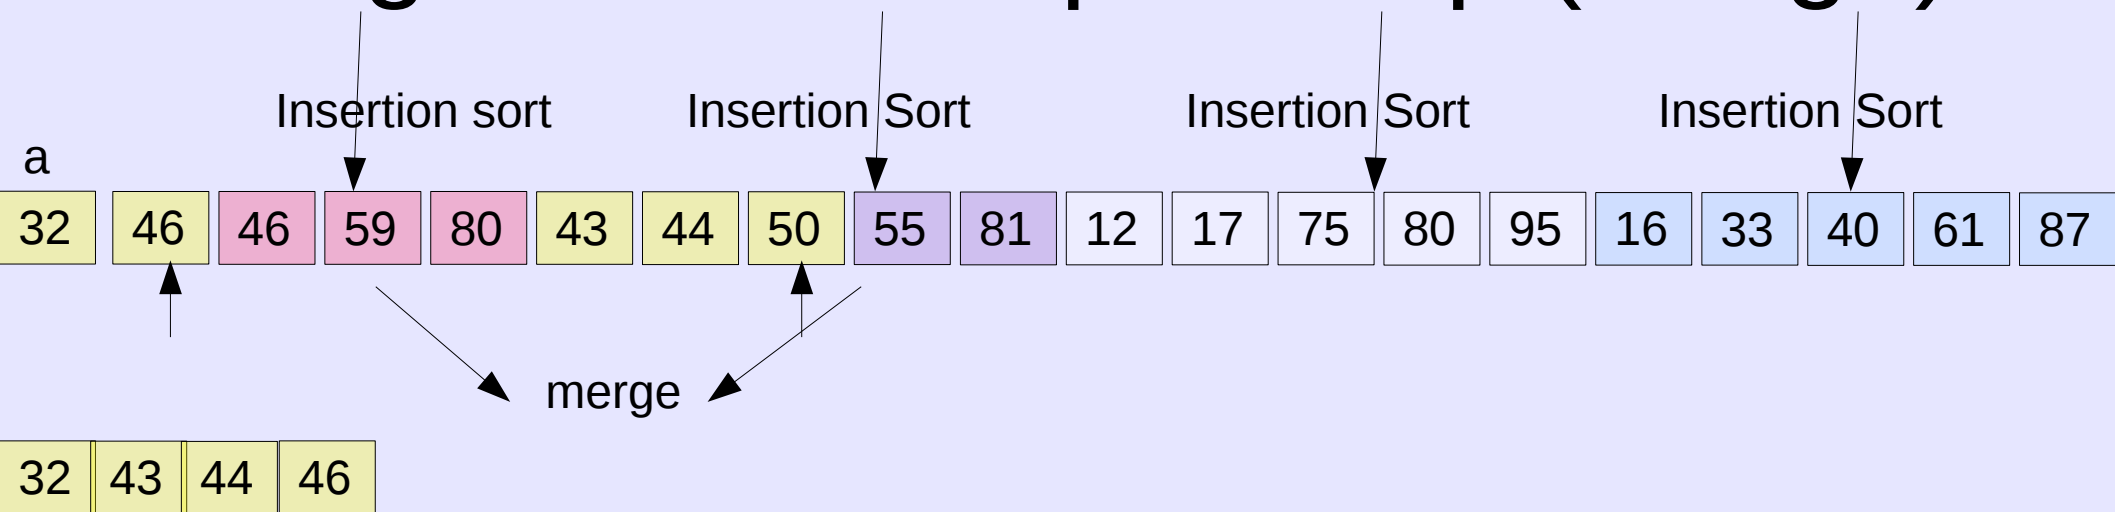 Insertion sort Insertion Sort Insertion Sort Insertion Sort
a
32 46 46 59 80 43 44 50 55 81 12 17 75 80 95 16 33 40 61 87
merge
32 43 44 46